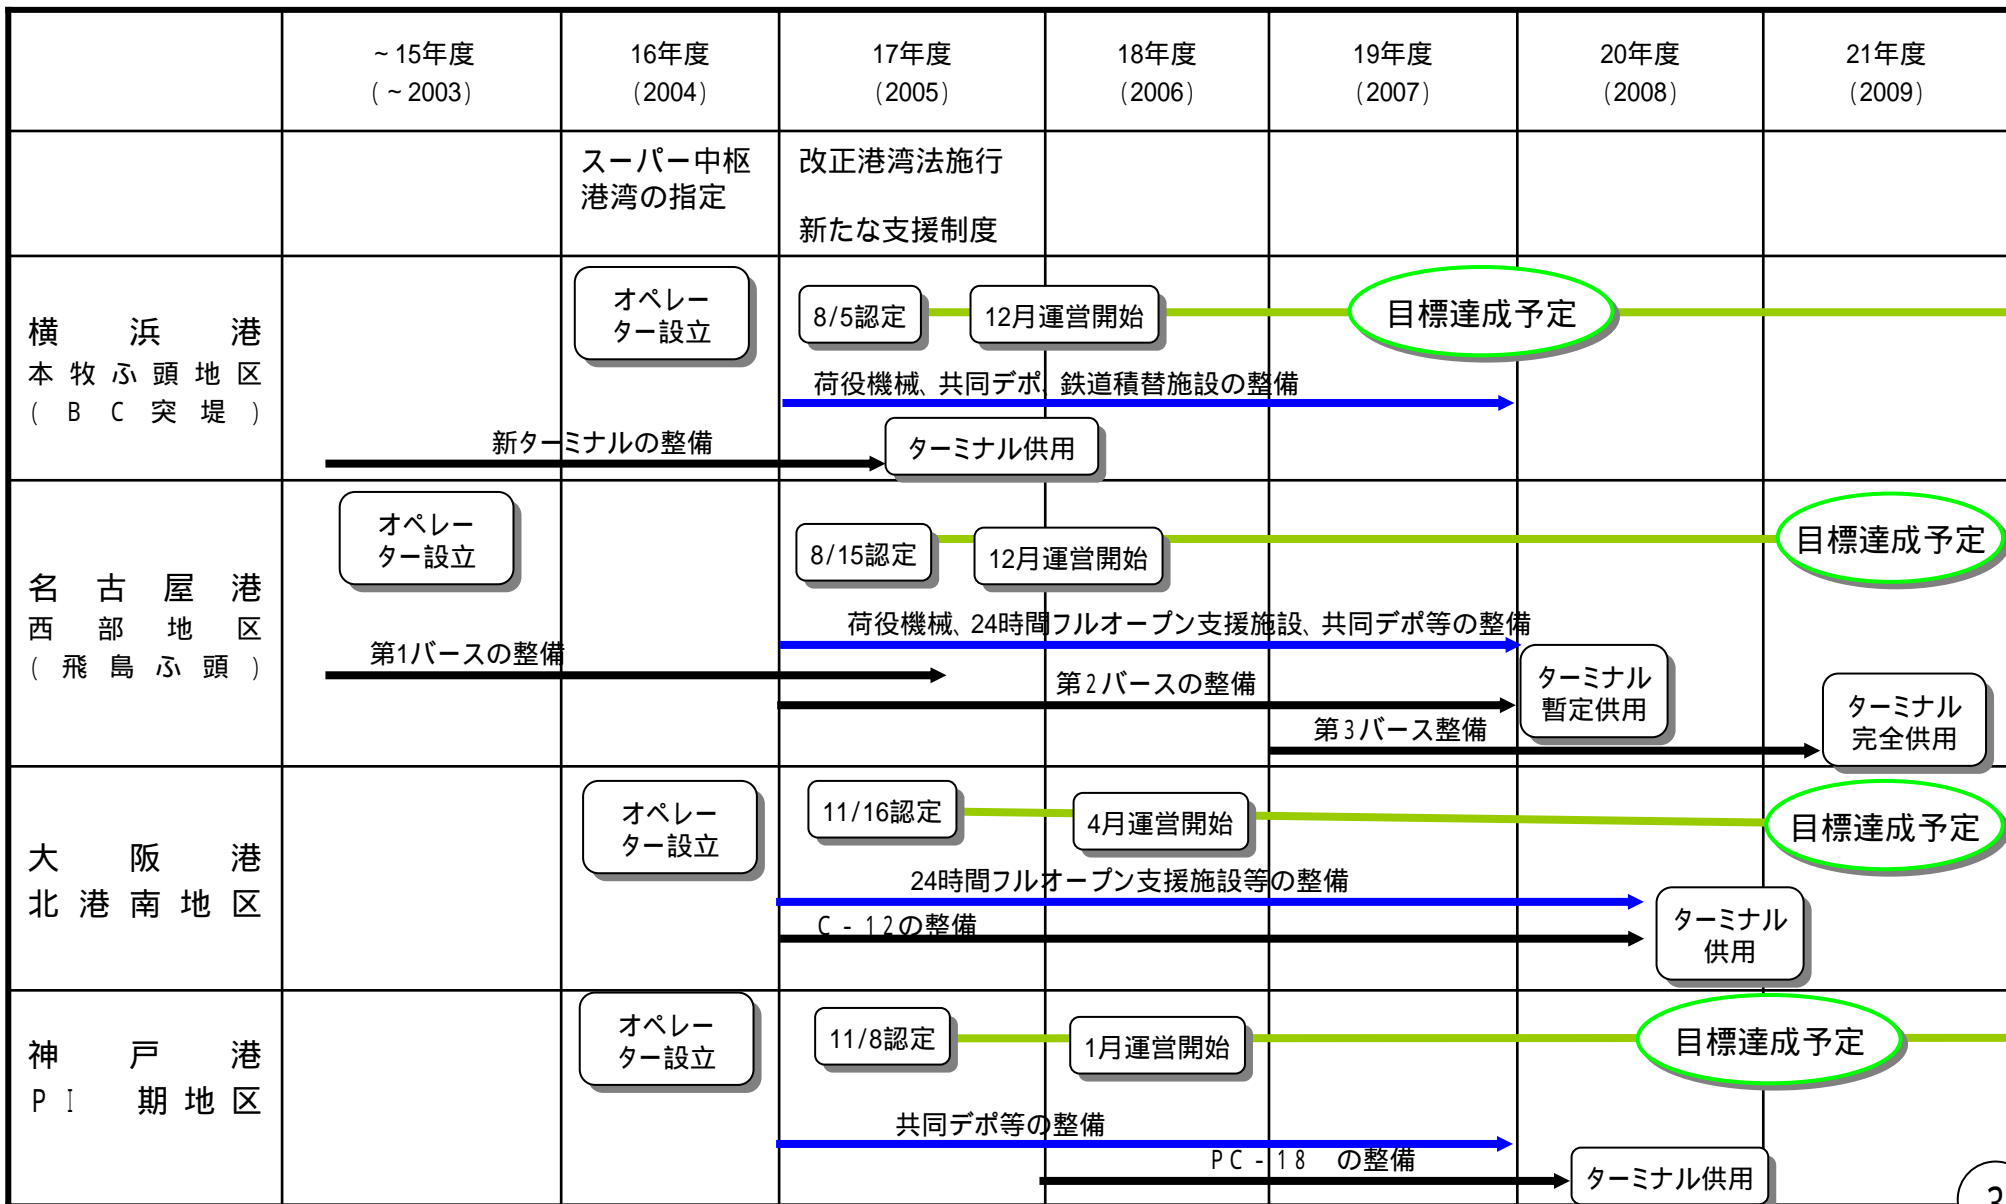 ~15年度
(~2003)
16年度
(2004)
17年度
(2005)
18年度
(2006)
19年度
(2007)
20年度
(2008)
21年度
(2009)
スーパー中枢
港湾の指定
改正港湾法施行
新たな支援制度
横浜港
本牧ふ頭地区
(BC突堤)
オペレー
ター設立
8/5認定
12月運営開始
目標達成予定
荷役機械、共同デポ、鉄道積替施設の整備
新ターミナルの整備
ターミナル供用
名古屋港
西部地区
(飛島ふ頭)
オペレー
ター設立
8/15認定
12月運営開始
目標達成予定
荷役機械、24時間フルオープン支援施設、共同デポ等の整備
第1バースの整備
第2バースの整備
ターミナル
暫定供用
第3バース整備
ターミナル
完全供用
大阪港
北港南地区
オペレー
ター設立
11/16認定
4月運営開始
目標達成予定
24時間フルオープン支援施設等の整備
C-12の整備
ターミナル
供用
神戸港
PI 期地区
オペレー
ター設立
11/8認定
1月運営開始
目標達成予定
共同デポ等の整備
PC-18 の整備
ターミナル供用